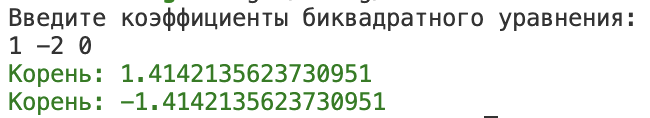 Введите коэффициенты биквадратного уравнения:
1 -2 0
Корень: 1.4142135623730951
Корень: -1.4142135623730951